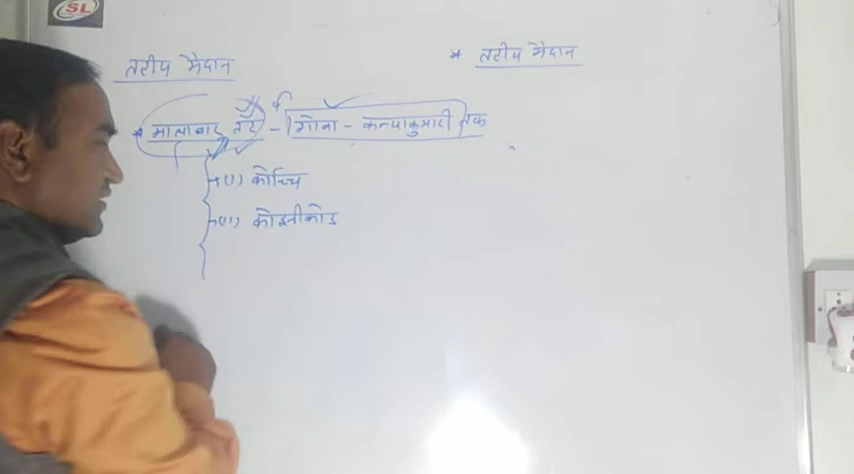 SL
तटीय मैदान
* तटीय मैदान
* मालाबार तट - गोवा - कन्याकुमारी तक
→(i) कोच्चि
→(ii) कोझीकोड